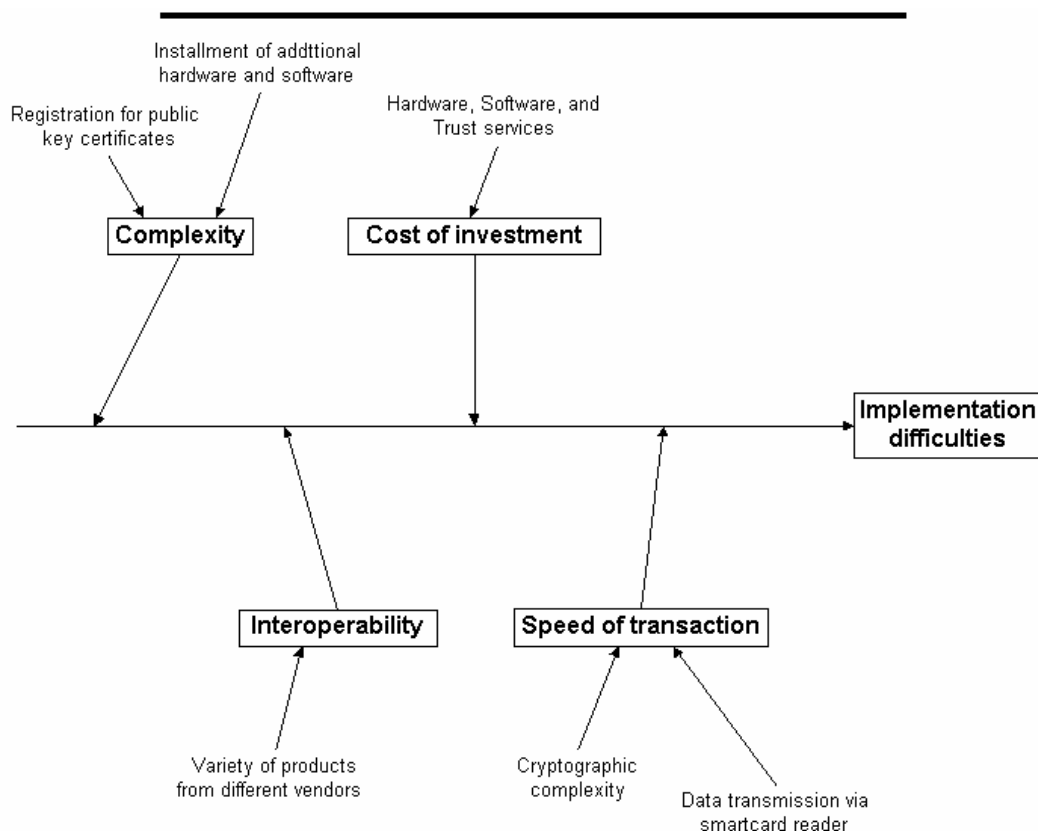 Installment of addttional
hardware and software
Registration for public
key certificates
Hardware, Software, and
Trust services
Complexity
Cost of investment
Implementation
difficulties
Interoperability
Speed of transaction
Variety of products
from different vendors
Cryptographic
complexity
Data transmission via
smartcard reader